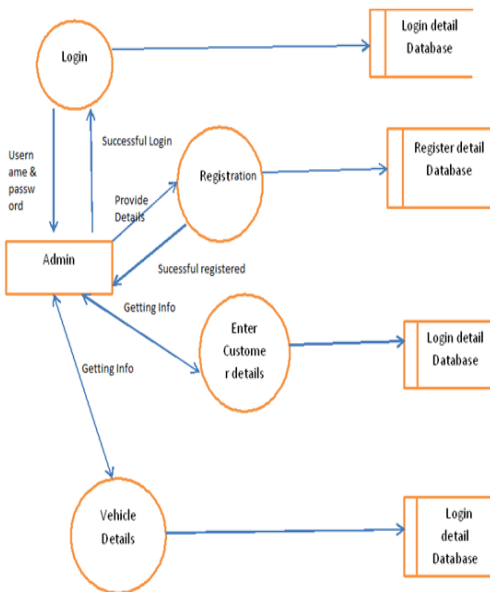 Login detail
Database
Login
Usern
ame &
passw
ord
Successful Login
Register detail
Database
Registration
Provide
Details
Admin
Sucessful registered
Getting Info
Enter
Custome
r details
Login detail
Database
Getting Info
Vehicle
Details
Login
detail
Database